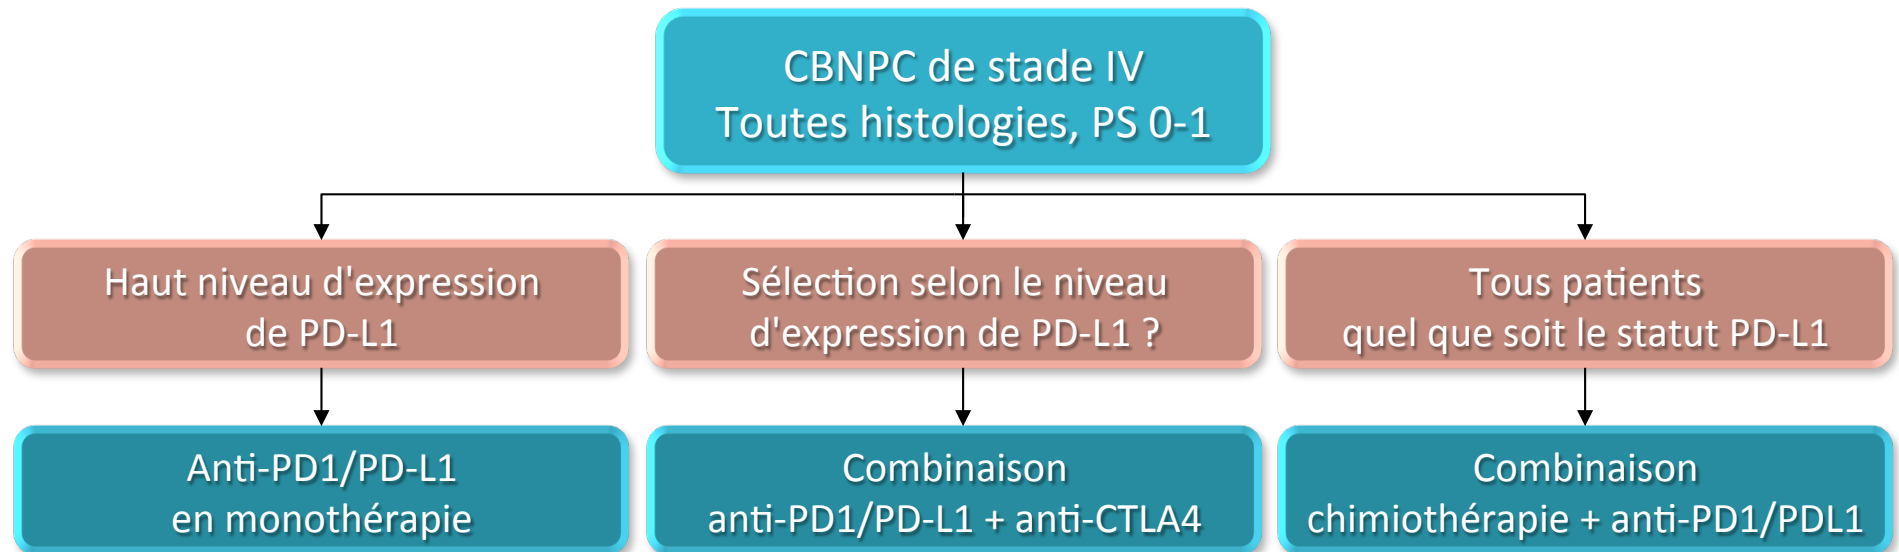 CBNPC de stade IV
Toutes histologies, PS 0-1
Haut niveau d'expression
de PD-L1
Sélection selon le niveau
d'expression de PD-L1 ?
Tous patients
quel que soit le statut PD-L1
Anti-PD1/PD-L1
en monothérapie
Combinaison
anti-PD1/PD-L1 + anti-CTLA4
Combinaison
chimiothérapie + anti-PD1/PDL1